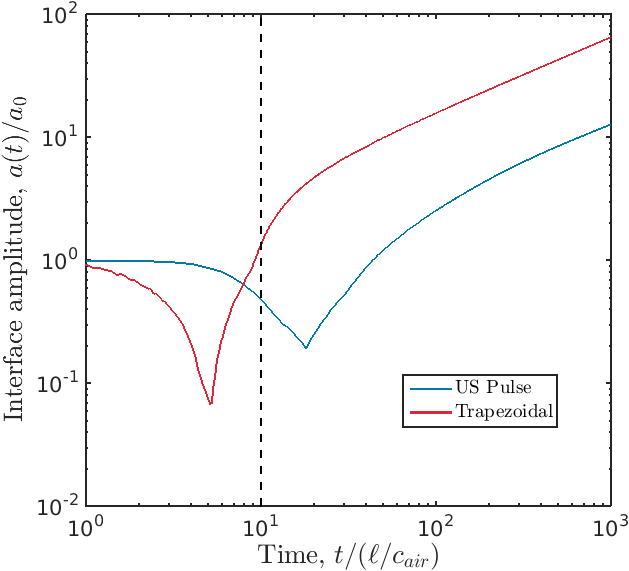 10^2
10^1
10^0
10^-1
10^-2
Interface amplitude, a(t)/a_0
US Pulse
Trapezoidal
10^0 10^1 10^2 10^3
Time, t/(ℓ/c_air)